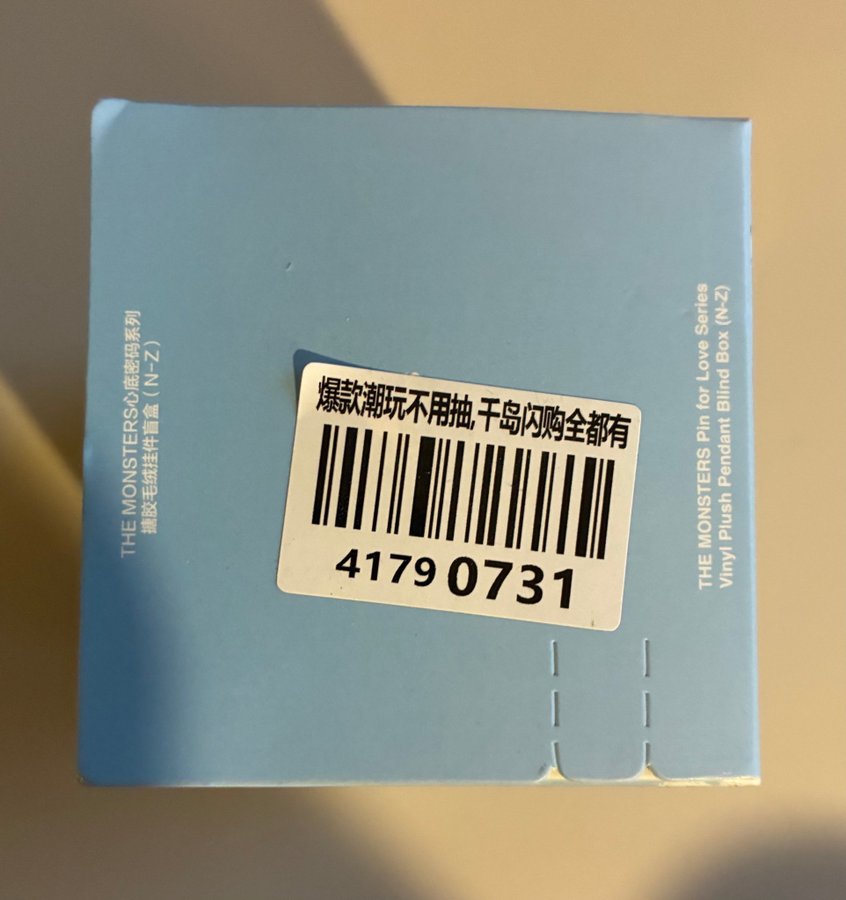 THE MONSTERS心底密码系列
搪胶毛绒挂件盲盒（N-Z）
爆款潮玩不用抽,千岛闪购全都有
4179 0731
THE MONSTERS Pin for Love Series
Vinyl Plush Pendant Blind Box (N-Z)